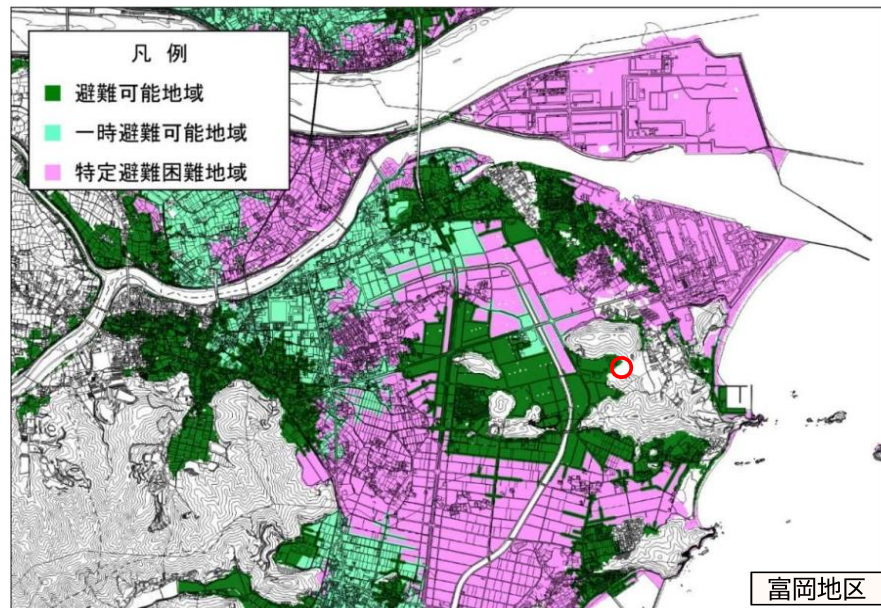 凡例
避難可能地域
一時避難可能地域
特定避難困難地域
富岡地区